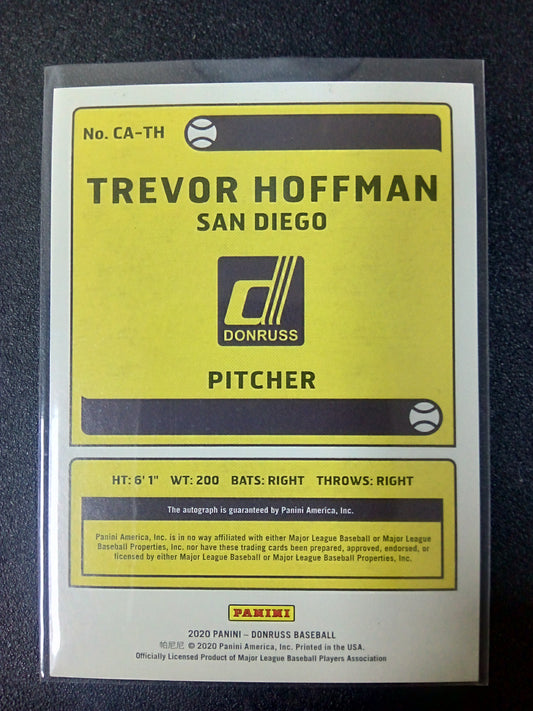 No. CA-TH
TREVOR HOFFMAN
SAN DIEGO
d
DONRUSS
PITCHER
HT: 6' 1" WT: 200 BATS: RIGHT THROWS: RIGHT
The autograph is guaranteed by Panini America, Inc.
Panini America, Inc. is in no way affiliated with either Major League Baseball or Major League
Baseball Properties, Inc. nor have these trading cards been prepared, approved, endorsed, or
licensed by either Major League Baseball or Major League Baseball Properties, Inc.
PANINI
2020 PANINI – DONRUSS BASEBALL
帕尼尼 © 2020 Panini America, Inc. Printed in the USA.
Officially Licensed Product of Major League Baseball Players Association